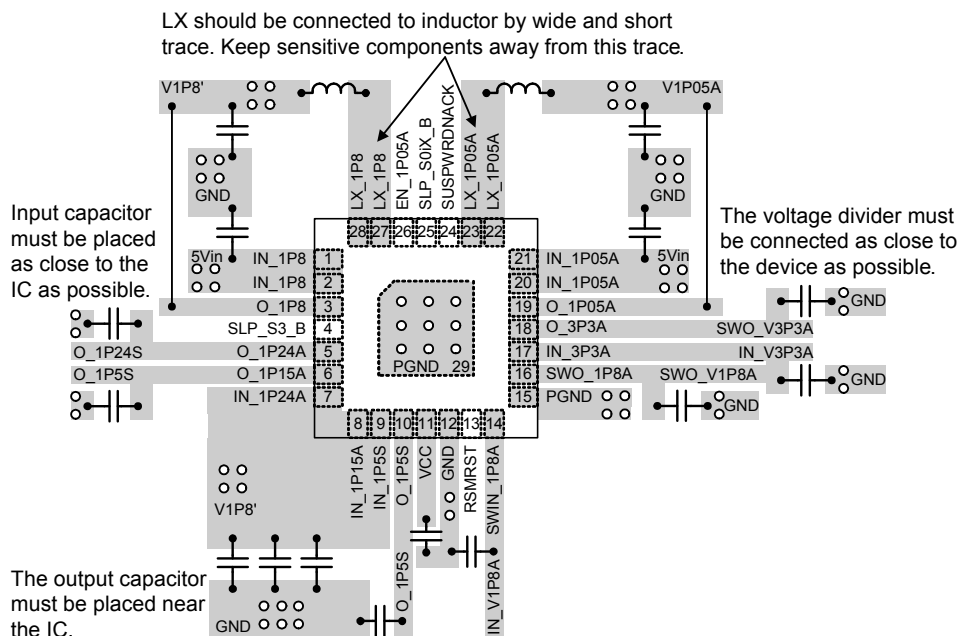 LX should be connected to inductor by wide and short
trace. Keep sensitive components away from this trace.
V1P8'
V1P05A
LX_1P8
LX_1P8
EN_1P05A
SLP_S0iX_B
SUSPWRDNACK
LX_1P05A
LX_1P05A
GND
GND
Input capacitor
must be placed
as close to the
IC as possible.
The voltage divider must
be connected as close to
the device as possible.
28 27 26 25 24 23 22
5Vin
IN_1P8 1
IN_1P8 2
O_1P8 3
SLP_S3_B 4
O_1P24S O_1P24A 5
O_1P5S O_1P15A 6
IN_1P24A 7
21 IN_1P05A 5Vin
20 IN_1P05A
19 O_1P05A
GND
18 O_3P3A SWO_V3P3A
17 IN_3P3A IN_V3P3A
16 SWO_1P8A SWO_V1P8A
GND
15 PGND
GND
PGND 29
8 9 10 11 12 13 14
IN_1P15A
IN_1P5S
O_1P5S
VCC
GND
RSMRST
SWIN_1P8A
V1P8'
O_1P5S
IN_V1P8A
The output capacitor
must be placed near
the IC.
GND